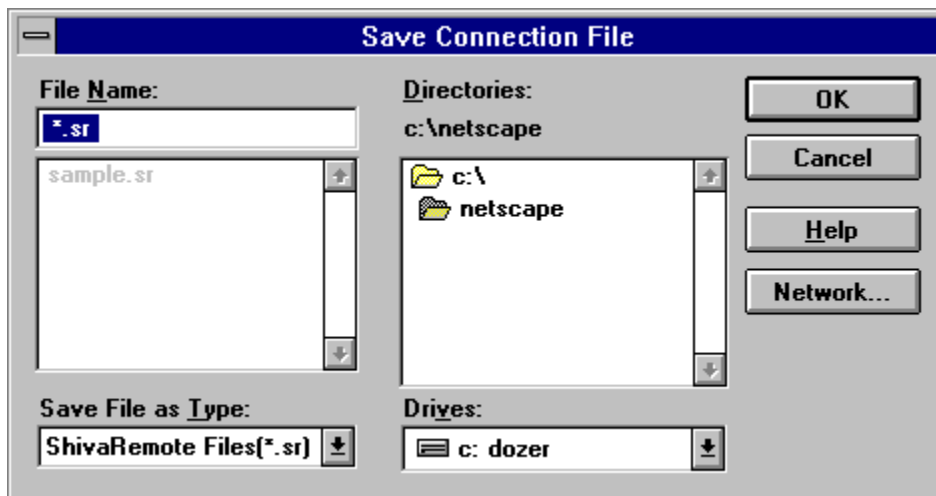 Save Connection File
File Name:
*.sr
sample.sr
Save File as Type:
ShivaRemote Files(*.sr)
Directories:
c:\netscape
c:\
netscape
Drives:
c: dozer
OK
Cancel
Help
Network...